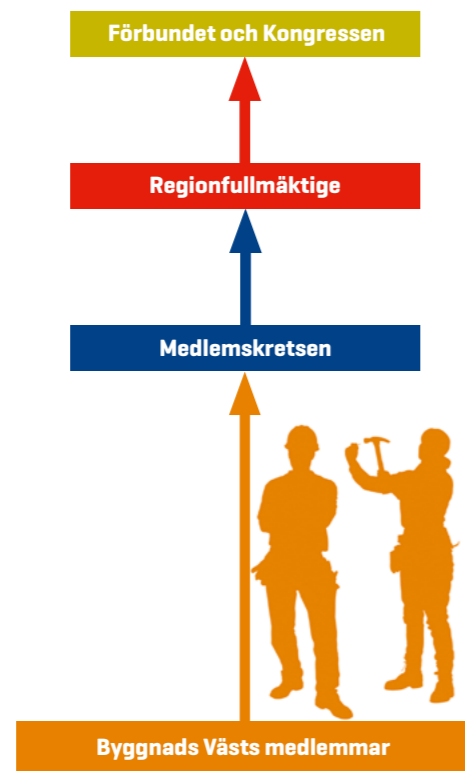 Förbundet och Kongressen
Regionfullmäktige
Medlemskretsen
Byggnads Västs medlemmar